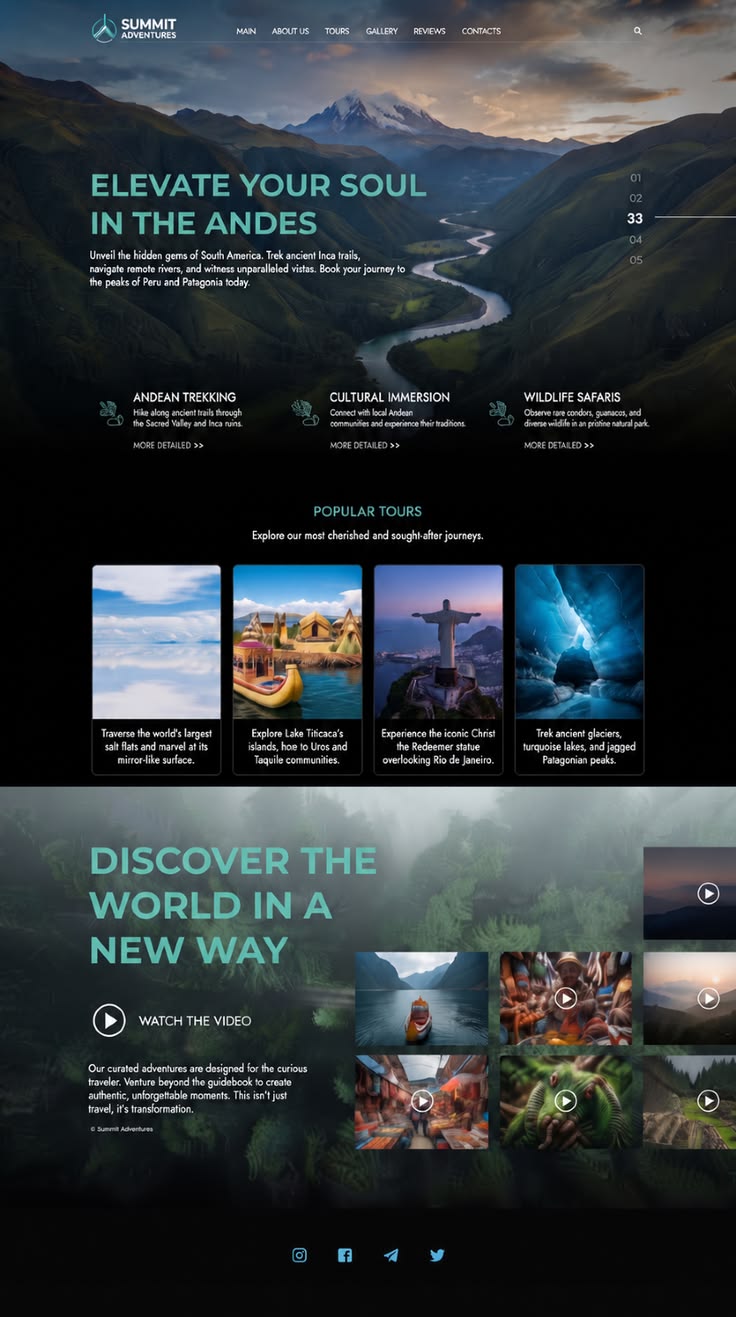 SUMMIT
ADVENTURES
MAIN ABOUT US TOURS GALLERY REVIEWS CONTACTS
ELEVATE YOUR SOUL
IN THE ANDES
Unveil the hidden gems of South America. Trek ancient Inca trails,
navigate remote rivers, and witness unparalleled vistas. Book your journey to
the peaks of Peru and Patagonia today.
01
02
33
04
05
ANDEAN TREKKING
Hike along ancient trails through
the Sacred Valley and Inca ruins.
MORE DETAILED >>
CULTURAL IMMERSION
Connect with local Andean
communities and experience their traditions.
MORE DETAILED >>
WILDLIFE SAFARIS
Observe rare condors, guanacos, and
diverse wildlife in an pristine natural park.
MORE DETAILED >>
POPULAR TOURS
Explore our most cherished and sought-after journeys.
Traverse the world's largest
salt flats and marvel at its
mirror-like surface.
Explore Lake Titicaca's
islands, hoe to Uros and
Taquile communities.
Experience the iconic Christ
the Redeemer statue
overlooking Rio de Janeiro.
Trek ancient glaciers,
turquoise lakes, and jagged
Patagonian peaks.
DISCOVER THE
WORLD IN A
NEW WAY
WATCH THE VIDEO
Our curated adventures are designed for the curious
traveler. Venture beyond the guidebook to create
authentic, unforgettable moments. This isn't just
travel, it's transformation.
© Summit Adventures